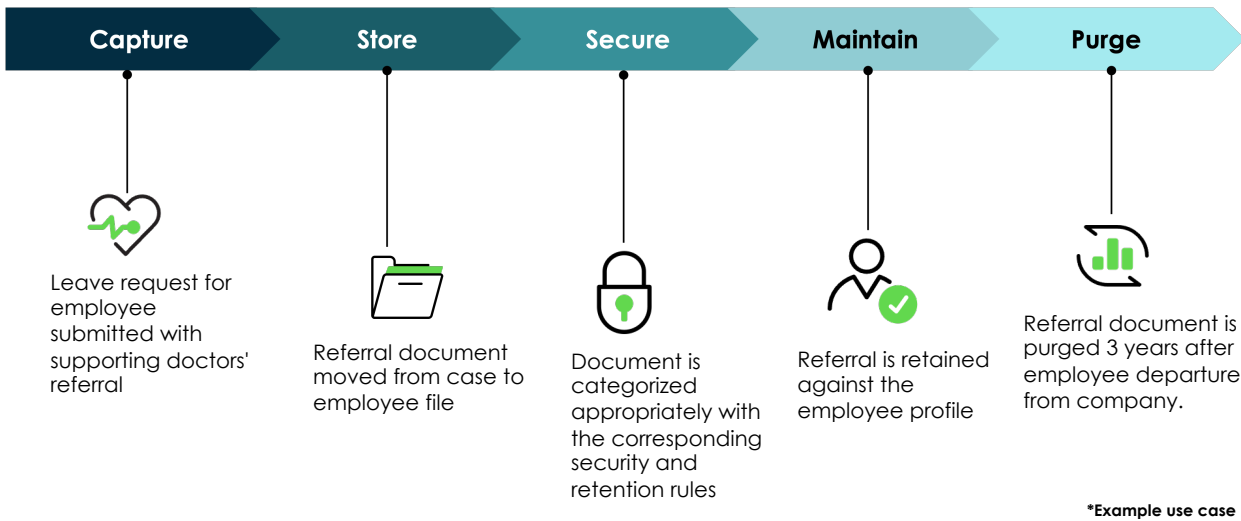 Capture
Store
Secure
Maintain
Purge
Leave request for
employee
submitted with
supporting doctors'
referral
Referral document
moved from case to
employee file
Document is
categorized
appropriately with
the corresponding
security and
retention rules
Referral is retained
against the
employee profile
Referral document is
purged 3 years after
employee departure
from company.
*Example use case